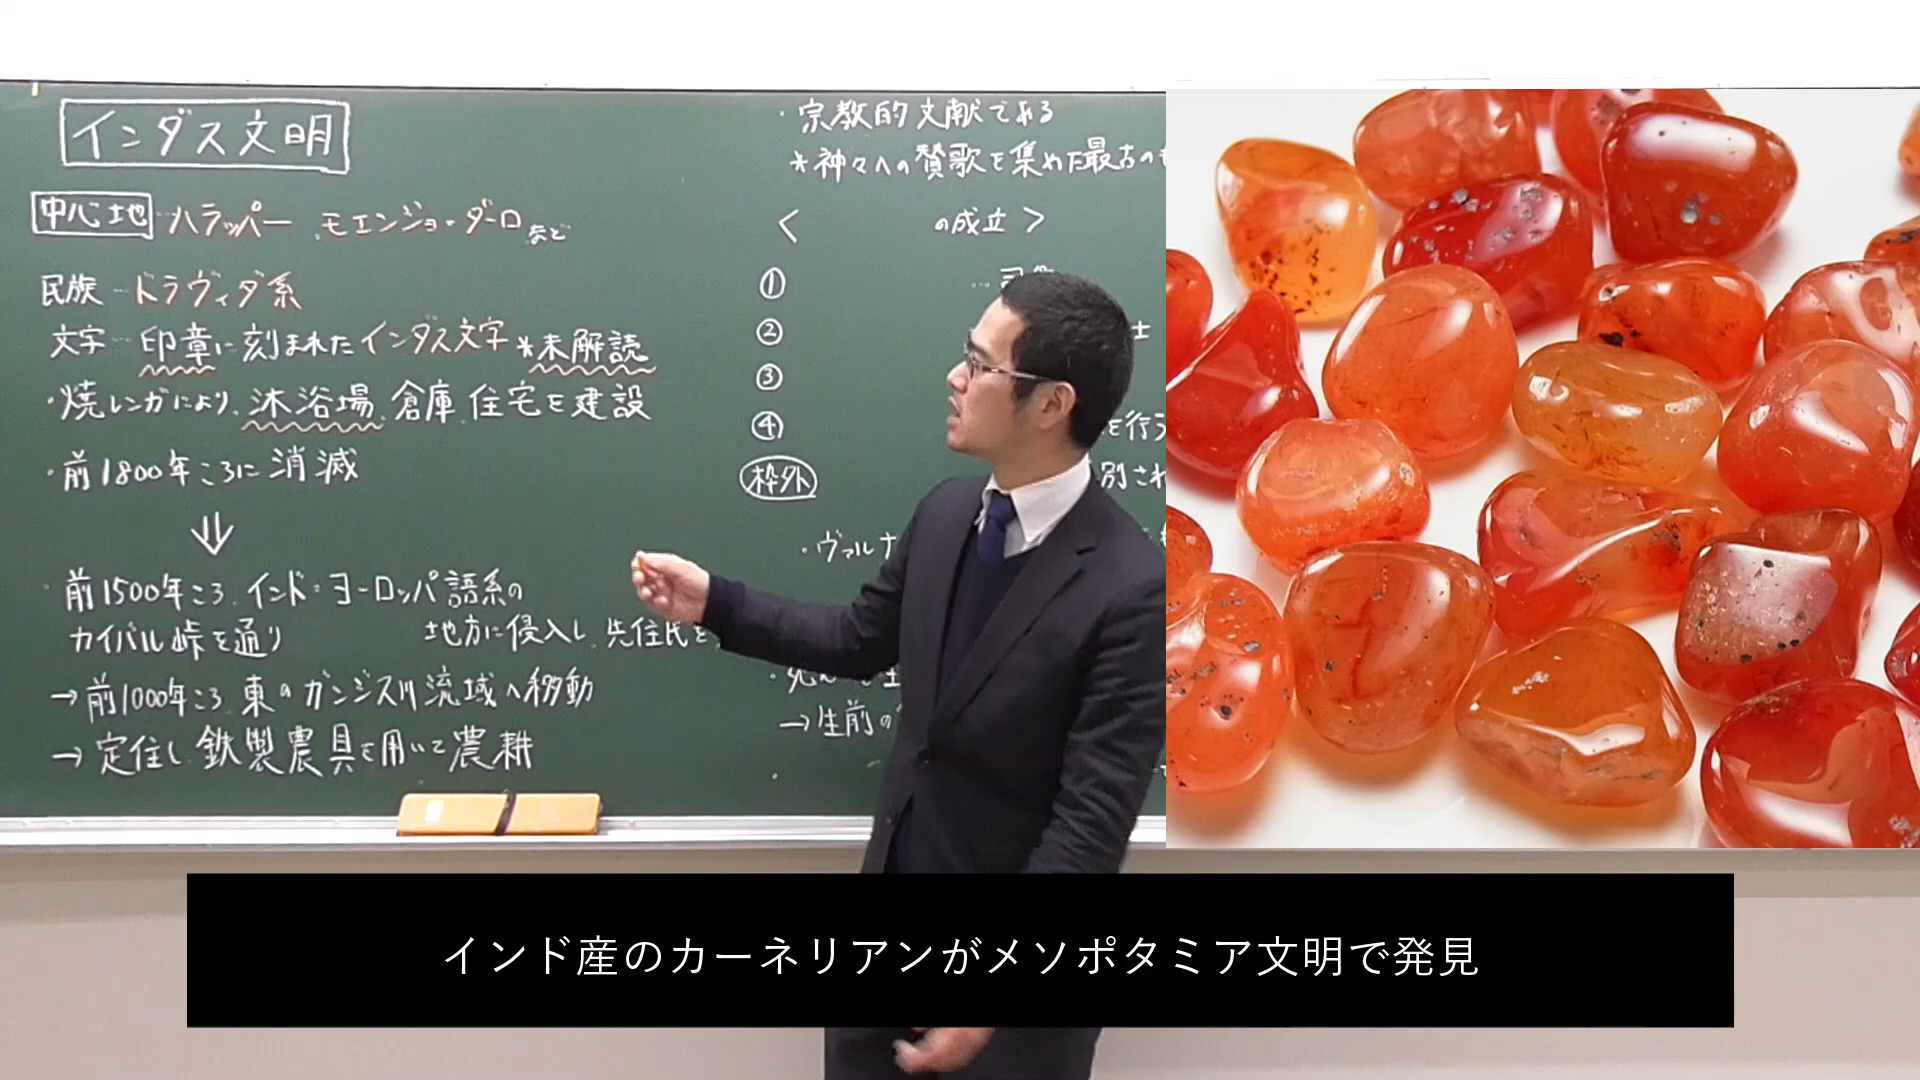 インダス文明
中心地 ハラッパー モエンジョ・ダーロ など
民族…ドラヴィダ系
文字…印章に刻まれたインダス文字 *未解読
・焼レンガにより、沐浴場、倉庫、住宅を建設
・前1800年ころに消滅
⇓
・前1500年ころ、インド=ヨーロッパ語系の
カイバル峠を通り 地方に侵入し、先住民を
→前1000年ころ、東のガンジス川流域へ移動
→定住し、鉄製農具を用いて農耕
・宗教的文献である
*神々への賛歌を集めた最古の
< の成立 >
①
②
③
④ を行う
枠外 別され
・ヴァルナ
→生前の
インド産のカーネリアンがメソポタミア文明で発見